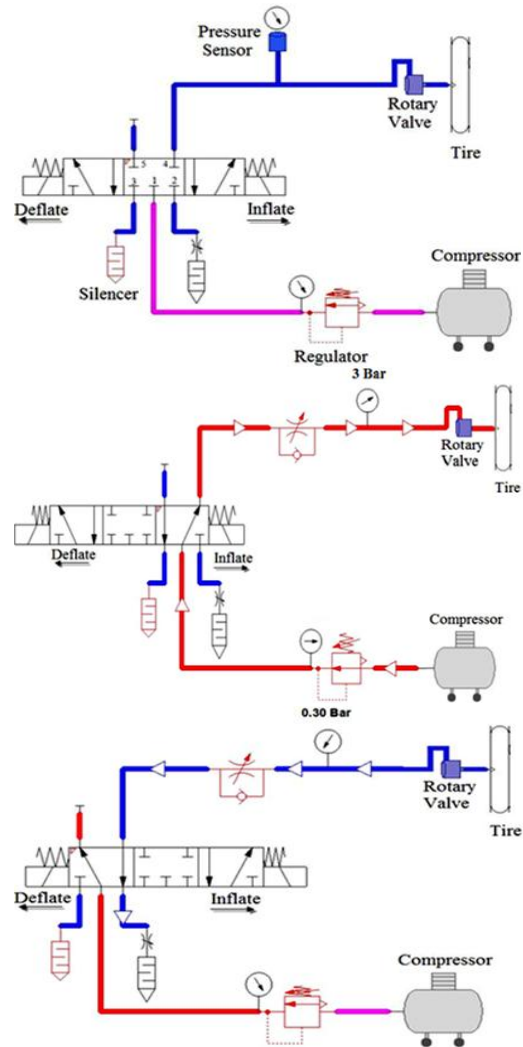 Pressure
Sensor
Rotary
Valve
Tire
5 4
3 1 2
Deflate
Inflate
Silencer
Compressor
Regulator
3 Bar
Rotary
Valve
Tire
Deflate
Inflate
Compressor
0.30 Bar
Rotary
Valve
Tire
Deflate
Inflate
Compressor